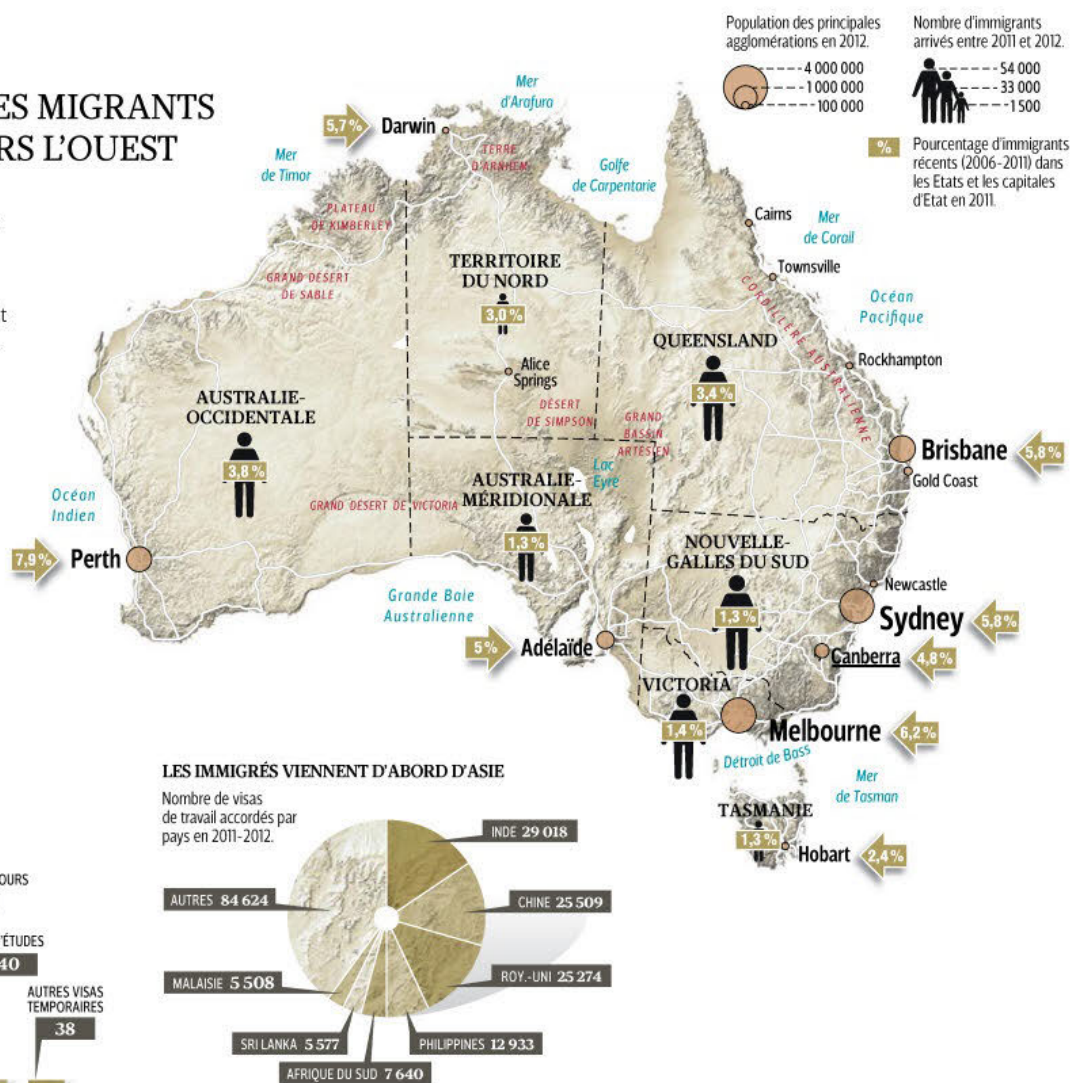 ES MIGRANTS
RS L'OUEST
t
Population des principales
agglomérations en 2012.
4 000 000
1 000 000
100 000
Nombre d'immigrants
arrivés entre 2011 et 2012.
54 000
33 000
1 500
%
Pourcentage d'immigrants
récents (2006-2011) dans
les Etats et les capitales
d'Etat en 2011.
Mer
d'Arafura
5,7 %
Darwin
Mer
de Timor
TERRE
D'ARNHEM
Golfe
de Carpentarie
PLATEAU
DE KIMBERLEY
Cairns
Mer
de Corail
GRAND DÉSERT
DE SABLE
TERRITOIRE
DU NORD
3,0 %
Townsville
CORDILLÈRE AUSTRALIENNE
Océan
Pacifique
QUEENSLAND
3,4 %
Rockhampton
Alice
Springs
AUSTRALIE-
OCCIDENTALE
3,8 %
DÉSERT
DE SIMPSON
GRAND
BASSIN
ARTÉSIEN
Brisbane
5,8 %
Gold Coast
Lac
Eyre
AUSTRALIE-
MÉRIDIONALE
1,3 %
Océan
Indien
GRAND DÉSERT DE VICTORIA
7,9 %
Perth
NOUVELLE-
GALLES DU SUD
1,3 %
Newcastle
Grande Baie
Australienne
Sydney
5,8 %
5 %
Adélaïde
Canberra
4,8 %
VICTORIA
1,4 %
Melbourne
6,2 %
Détroit de Bass
Mer
de Tasman
TASMANIE
1,3 %
Hobart
2,4 %
LES IMMIGRÉS VIENNENT D'ABORD D'ASIE
Nombre de visas
de travail accordés par
pays en 2011-2012.
INDE 29 018
CHINE 25 509
ROY.-UNI 25 274
PHILIPPINES 12 933
AFRIQUE DU SUD 7 640
SRI LANKA 5 577
MALAISIE 5 508
AUTRES 84 624
OURS
'ÉTUDES
40
AUTRES VISAS
TEMPORAIRES
38